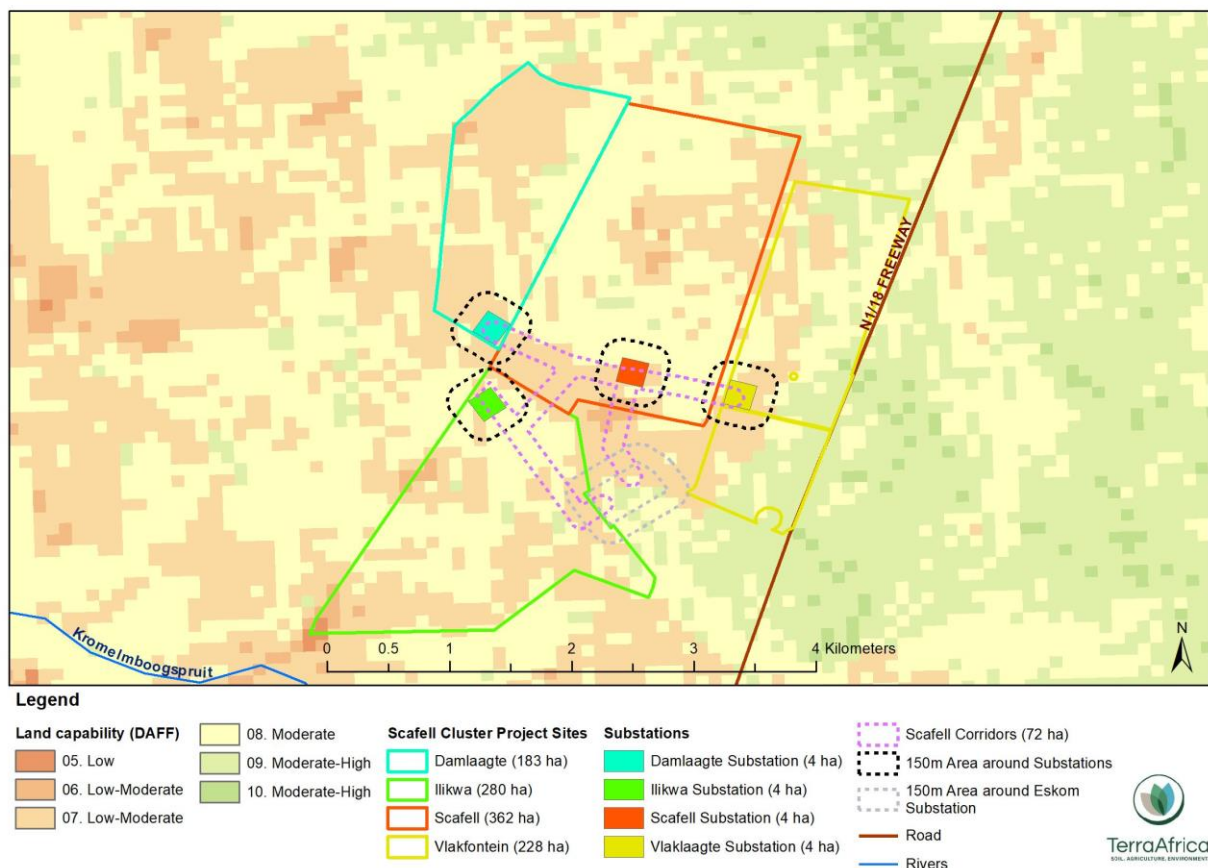 N1/18 FREEWAY
Kromelmboogspruit
0 0.5 1 2 3 4 Kilometers
N
Legend
Land capability (DAFF)
05. Low
06. Low-Moderate
07. Low-Moderate
08. Moderate
09. Moderate-High
10. Moderate-High
Scafell Cluster Project Sites
Damlaagte (183 ha)
Ilikwa (280 ha)
Scafell (362 ha)
Vlakfontein (228 ha)
Substations
Damlaagte Substation (4 ha)
Ilikwa Substation (4 ha)
Scafell Substation (4 ha)
Vlaklaagte Substation (4 ha)
Scafell Corridors (72 ha)
150m Area around Substations
150m Area around Eskom
Substation
Road
Rivers
TerraAfrica
SOIL, AGRICULTURE, ENVIRONMENT